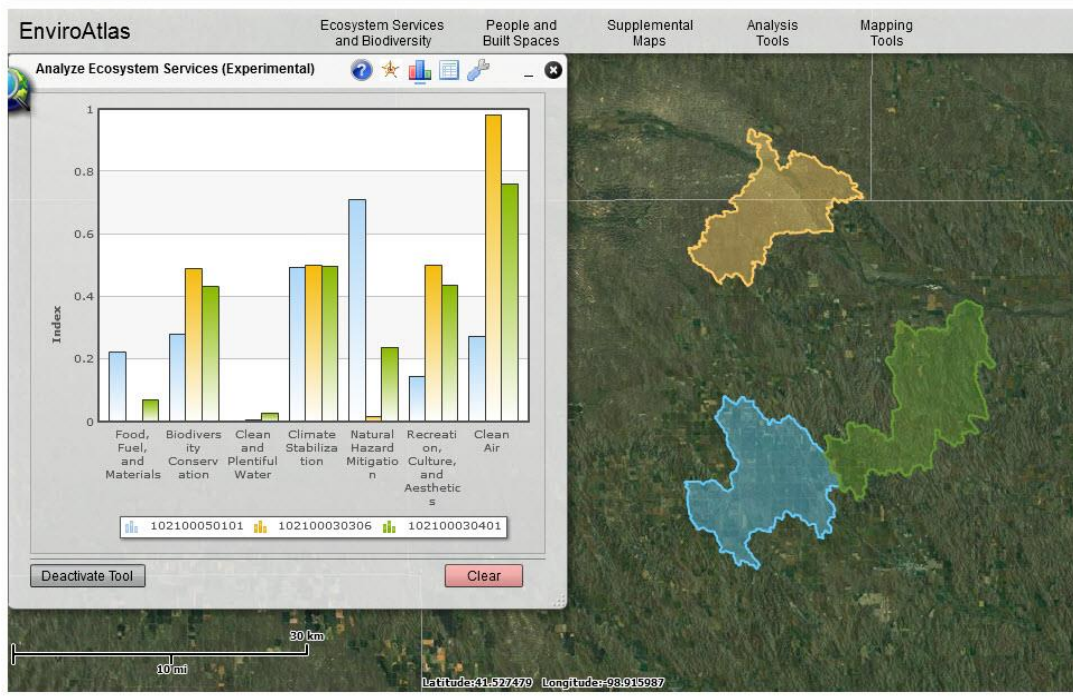 EnviroAtlas
Ecosystem Services
and Biodiversity
People and
Built Spaces
Supplemental
Maps
Analysis
Tools
Mapping
Tools
Analyze Ecosystem Services (Experimental)
?
1
0.8
0.6
0.4
0.2
0
Index
Food,
Fuel,
and
Materials
Biodivers
ity
Conserv
ation
Clean
and
Plentiful
Water
Climate
Stabiliza
tion
Natural
Hazard
Mitigatio
n
Recreati
on,
Culture,
and
Aesthetic
s
Clean
Air
102100050101 102100030306 102100030401
Deactivate Tool
Clear
30 km
10 mi
Latitude:41.527479 Longitude:-98.915987